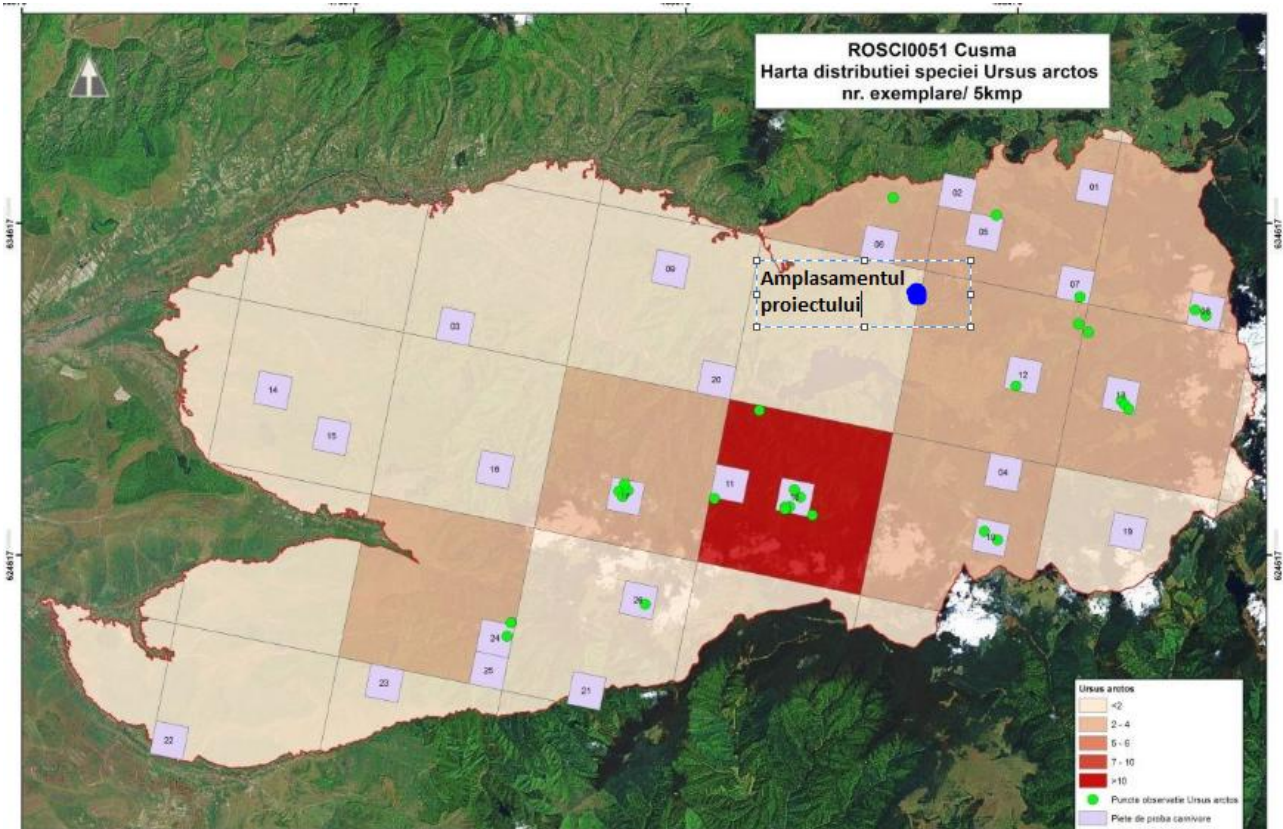 ROSCI0051 Cusma
Harta distributiei speciei Ursus arctos
nr. exemplare/ 5kmp
634617
634617
01
02
05
06
09
Amplasamentul
proiectului
07
03
20
12
14
15
16
11
04
19
624617
624617
26
24
25
23
21
22
Ursus arctos
<2
2 - 4
5 - 6
7 - 10
>10
Puncte observatie Ursus arctos
Piete de proba carnivore